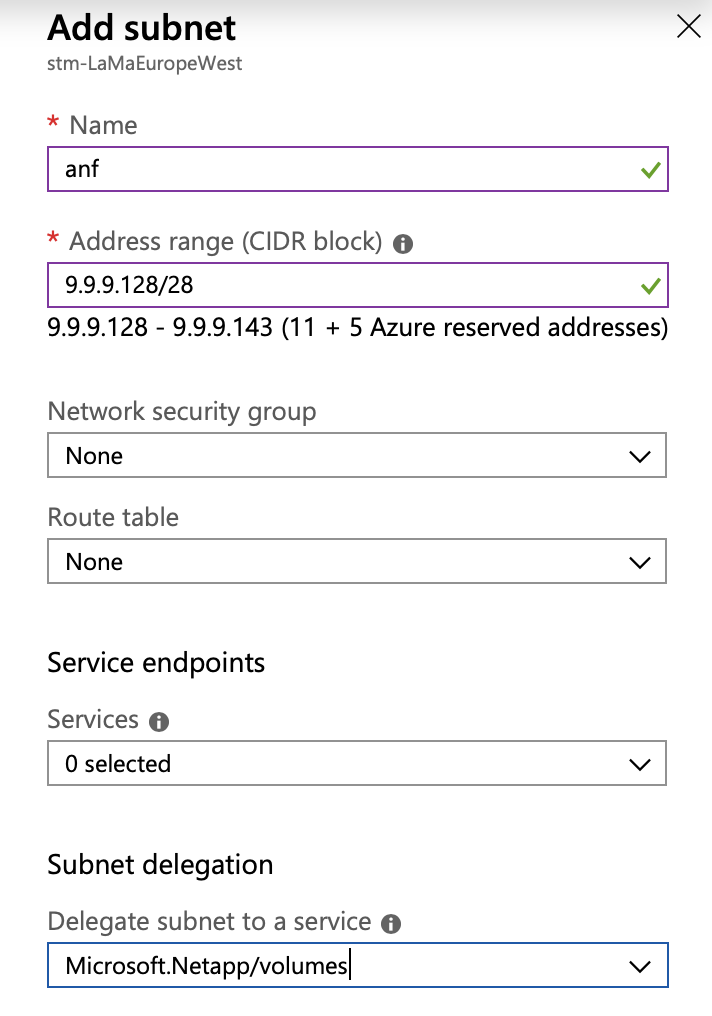 Add subnet
stm-LaMaEuropeWest
* Name
anf
* Address range (CIDR block)
9.9.9.128/28
9.9.9.128 - 9.9.9.143 (11 + 5 Azure reserved addresses)
Network security group
None
Route table
None
Service endpoints
Services
0 selected
Subnet delegation
Delegate subnet to a service
Microsoft.Netapp/volumes